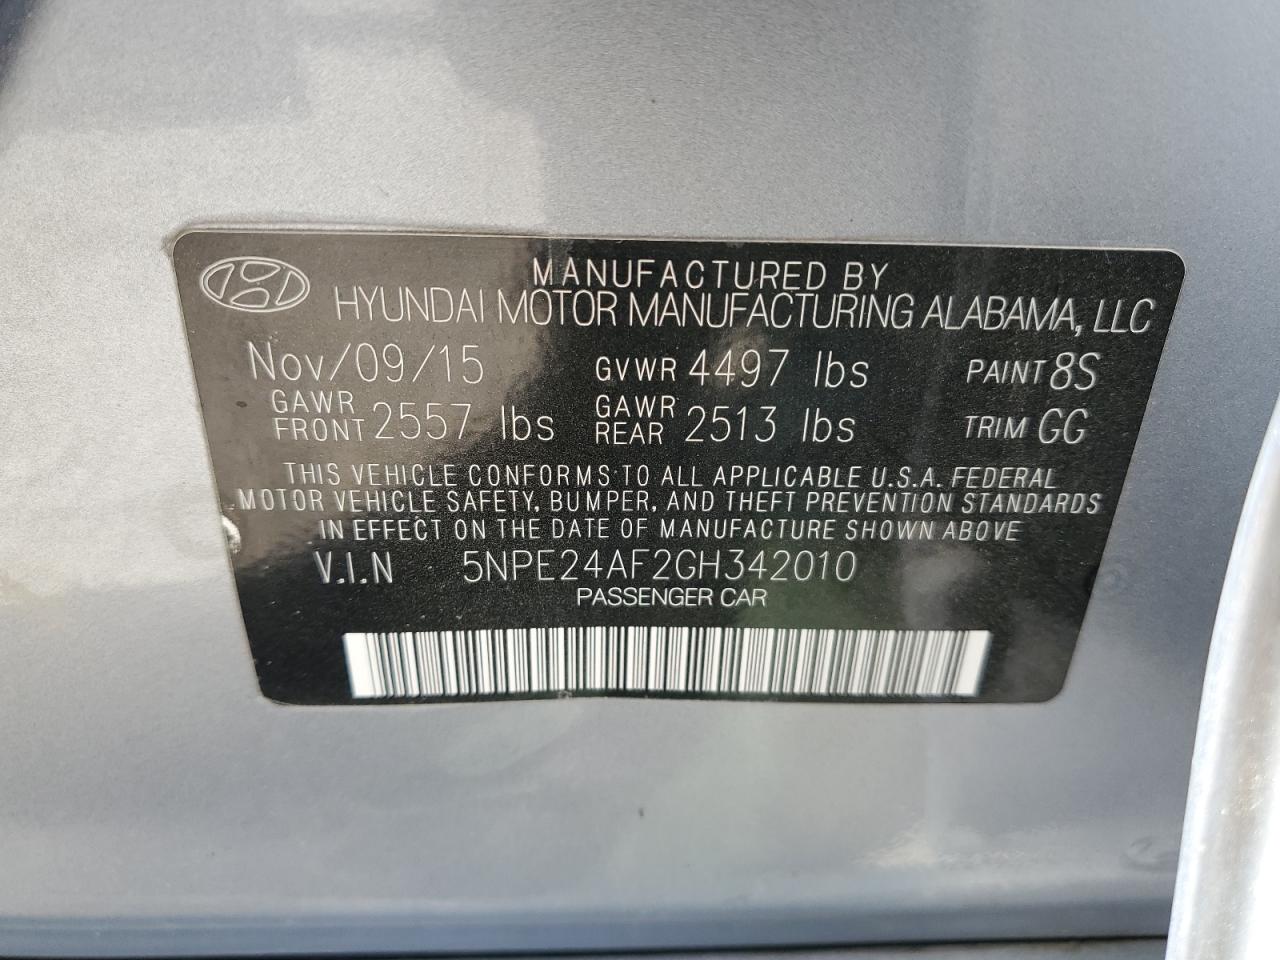 MANUFACTURED BY
HYUNDAI MOTOR MANUFACTURING ALABAMA, LLC
Nov/09/15 GVWR 4497 lbs PAINT 8S
GAWR FRONT 2557 lbs GAWR REAR 2513 lbs TRIM GG
THIS VEHICLE CONFORMS TO ALL APPLICABLE U.S.A. FEDERAL
MOTOR VEHICLE SAFETY, BUMPER, AND THEFT PREVENTION STANDARDS
IN EFFECT ON THE DATE OF MANUFACTURE SHOWN ABOVE
V.I.N 5NPE24AF2GH342010
PASSENGER CAR